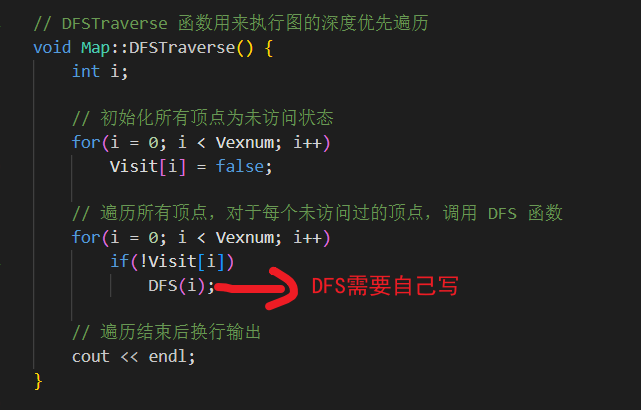 // DFSTraverse 函数用来执行图的深度优先遍历
void Map::DFSTraverse() {
    int i;
    // 初始化所有顶点为未访问状态
    for(i = 0; i < Vexnum; i++)
        Visit[i] = false;
    // 遍历所有顶点，对于每个未访问过的顶点，调用 DFS 函数
    for(i = 0; i < Vexnum; i++)
        if(!Visit[i])
            DFS(i); DFS需要自己写
    // 遍历结束后换行输出
    cout << endl;
}